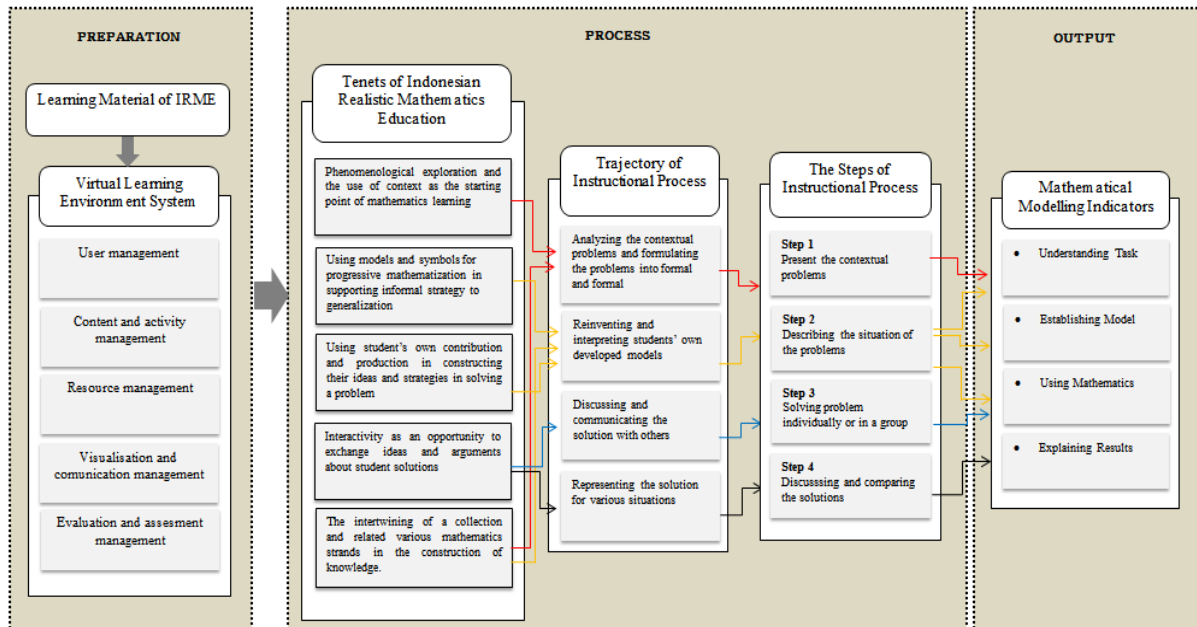 PREPARATION
Learning Material of IRME
Virtual Learning
Environment System
User management
Content and activity
management
Resource management
Visualisation and
comunication management
Evaluation and assesment
management
PROCESS
Tenets of Indonesian
Realistic Mathematics
Education
Phenomenological exploration and
the use of context as the starting
point of mathematics learning
Using models and symbols for
progressive mathematization in
supporting informal strategy to
generalization
Using student's own contribution
and production in constructing
their ideas and strategies in solving
a problem
Interactivity as an opportunity to
exchange ideas and arguments
about student solutions
The intertwining of a collection
and related various mathematics
strands in the construction of
knowledge.
Trajectory of
Instructional Process
Analyzing the contextual
problems and formulating
the problems into formal
and formal
Reinventing and
interpreting students' own
developed models
Discussing and
communicating the
solution with others
Representing the solution
for various situations
The Steps of
Instructional Process
Step 1
Present the contextual
problems
Step 2
Describing the situation of
the problems
Step 3
Solving problem
individually or in a group
Step 4
Discusssing and comparing
the solutions
OUTPUT
Mathematical
Modelling Indicators
• Understanding Task
• Establishing Model
• Using Mathematics
• Explaining Results